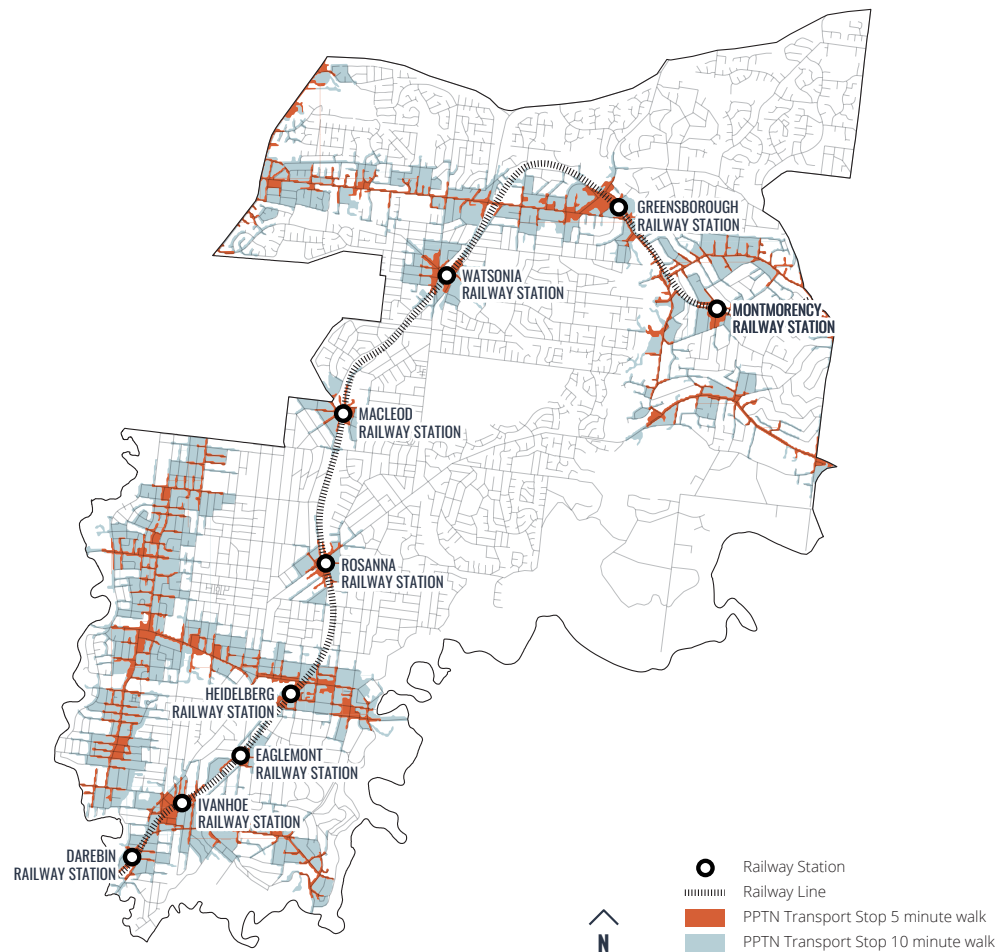 GREENSBOROUGH
RAILWAY STATION
WATSONIA
RAILWAY STATION
MONTMORENCY
RAILWAY STATION
MACLEOD
RAILWAY STATION
ROSANNA
RAILWAY STATION
HEIDELBERG
RAILWAY STATION
EAGLEMONT
RAILWAY STATION
IVANHOE
RAILWAY STATION
DAREBIN
RAILWAY STATION
Railway Station
Railway Line
PPTN Transport Stop 5 minute walk
PPTN Transport Stop 10 minute walk
N